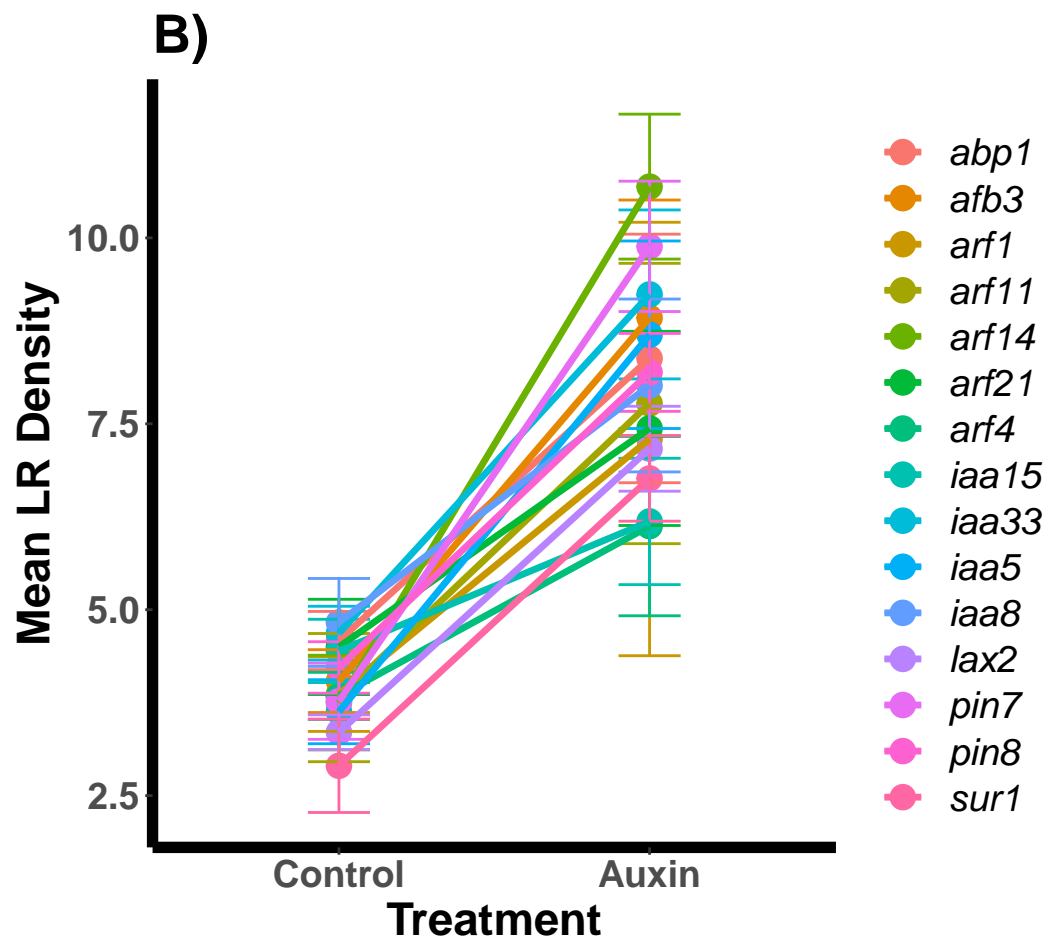 B)
Mean LR Density
10.0
7.5
5.0
2.5
Control
Auxin
Treatment
abp1
afb3
arf1
arf11
arf14
arf21
arf4
iaa15
iaa33
iaa5
iaa8
lax2
pin7
pin8
sur1